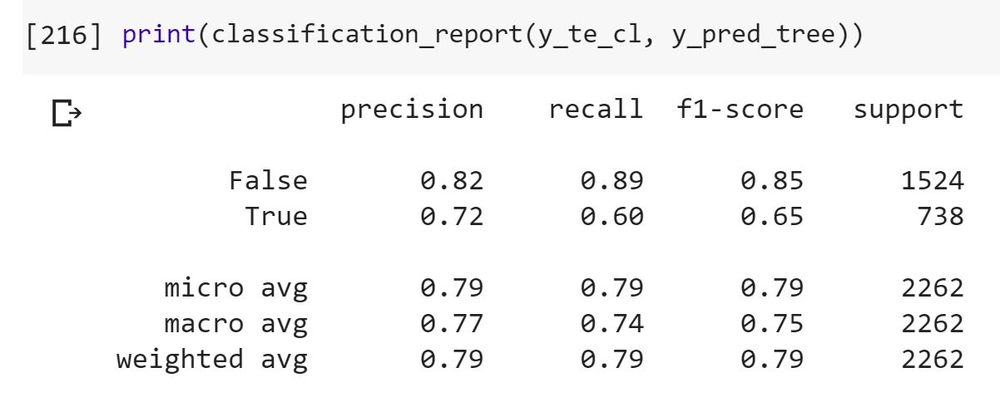 [216] print(classification_report(y_te_cl, y_pred_tree))
precision recall f1-score support
False 0.82 0.89 0.85 1524
True 0.72 0.60 0.65 738
micro avg 0.79 0.79 0.79 2262
macro avg 0.77 0.74 0.75 2262
weighted avg 0.79 0.79 0.79 2262